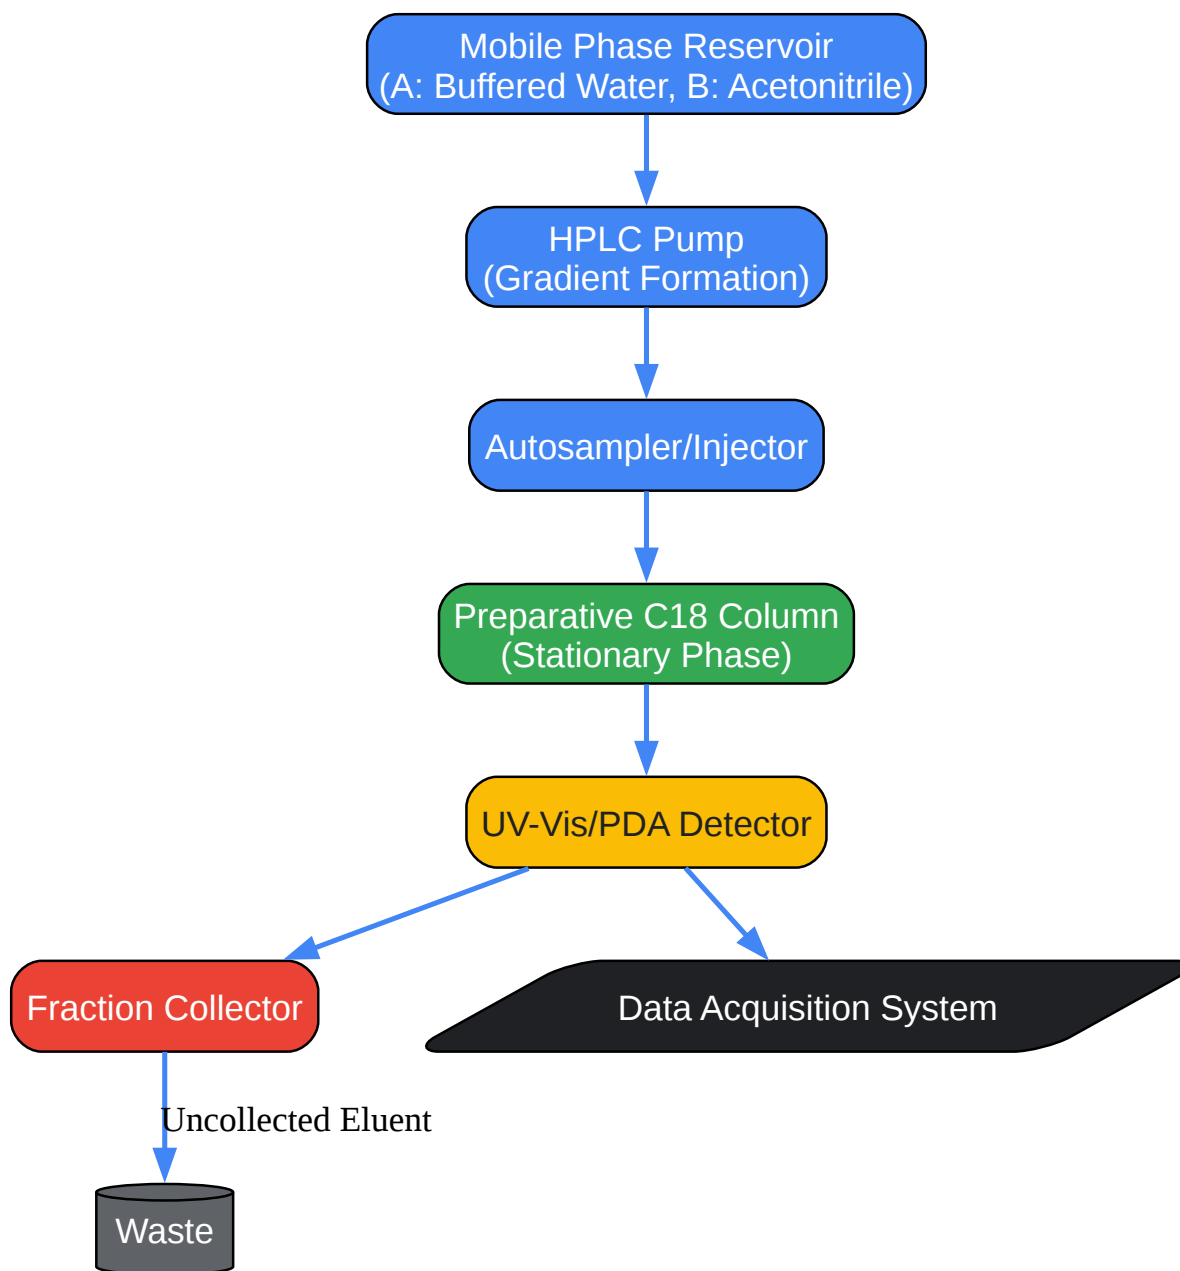 Mobile Phase Reservoir
(A: Buffered Water, B: Acetonitrile)
HPLC Pump
(Gradient Formation)
Autosampler/Injector
Preparative C18 Column
(Stationary Phase)
UV-Vis/PDA Detector
Fraction Collector
Data Acquisition System
Uncollected Eluent
Waste